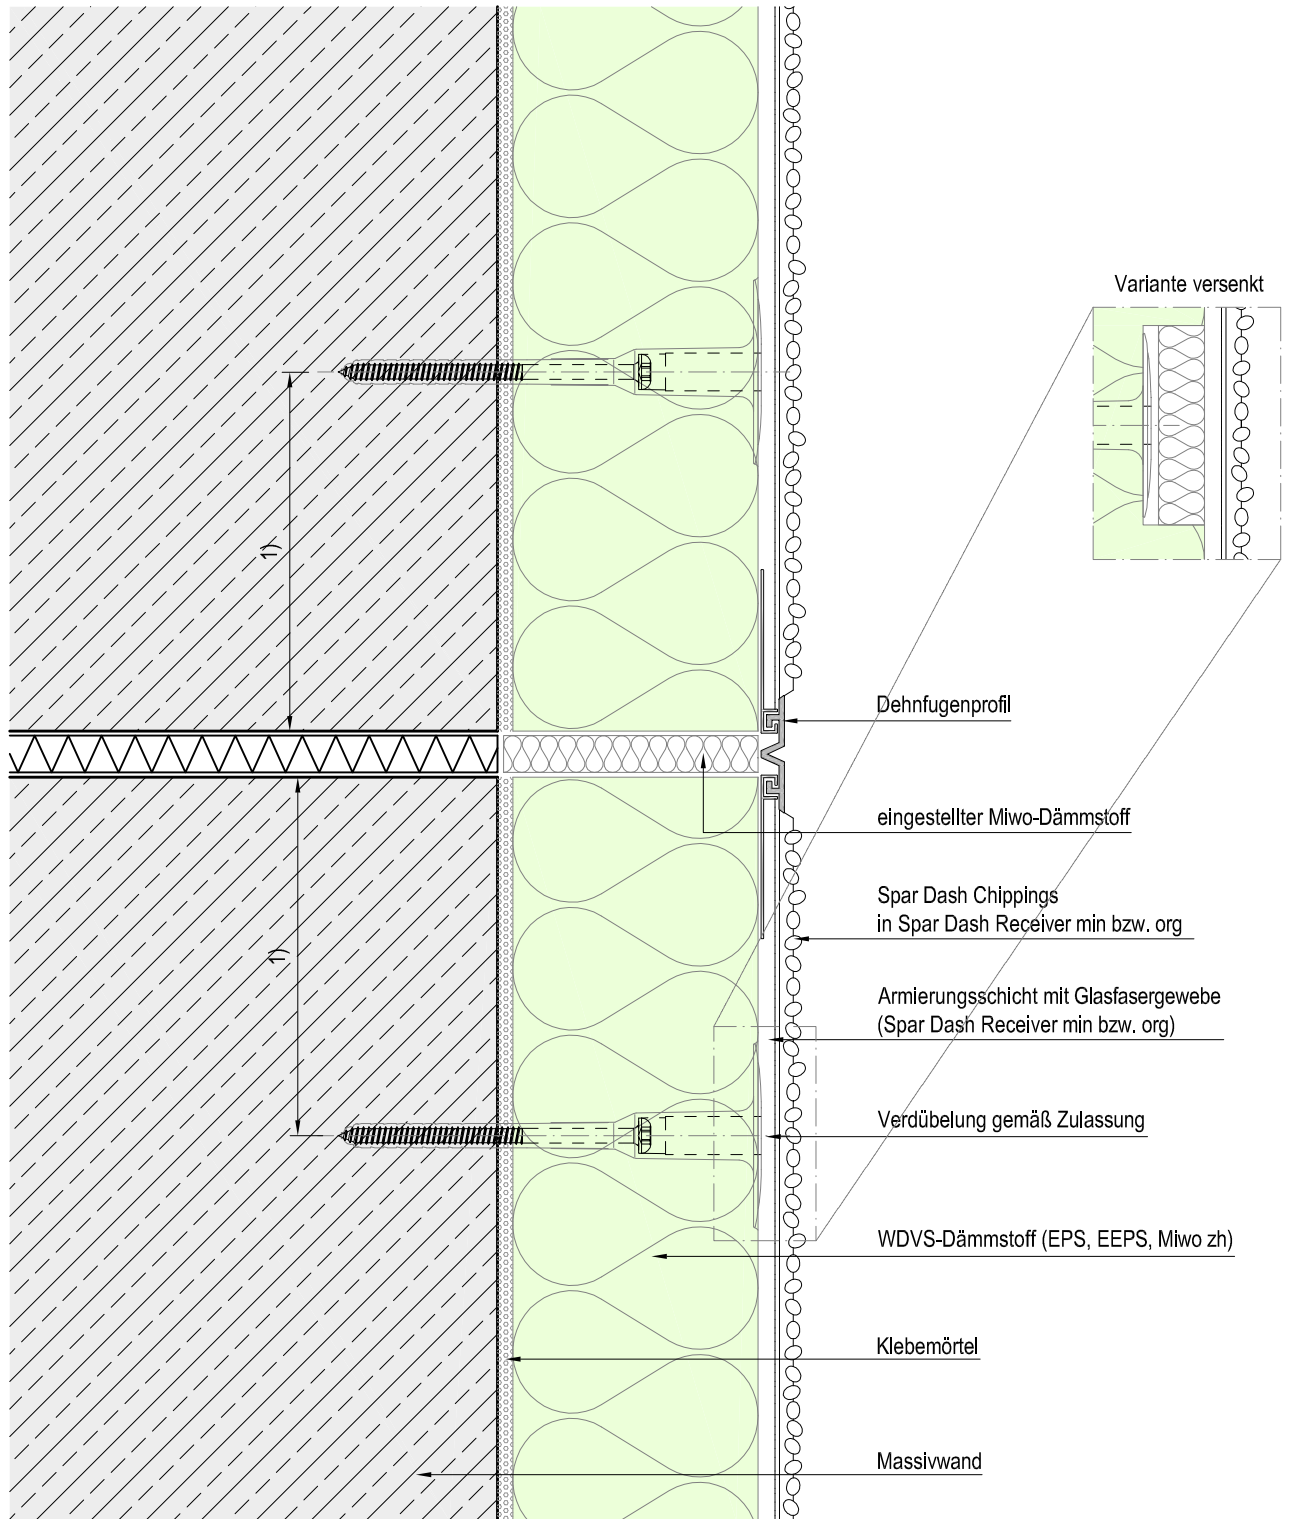 Variante versenkt
1)
Dehnfugenprofil
eingestellter Miwo-Dämmstoff
Spar Dash Chippings
in Spar Dash Receiver min bzw. org
1)
Armierungsschicht mit Glasfasergewebe
(Spar Dash Receiver min bzw. org)
Verdübelung gemäß Zulassung
WDVS-Dämmstoff (EPS, EEPS, Miwo zh)
Klebemörtel
Massivwand